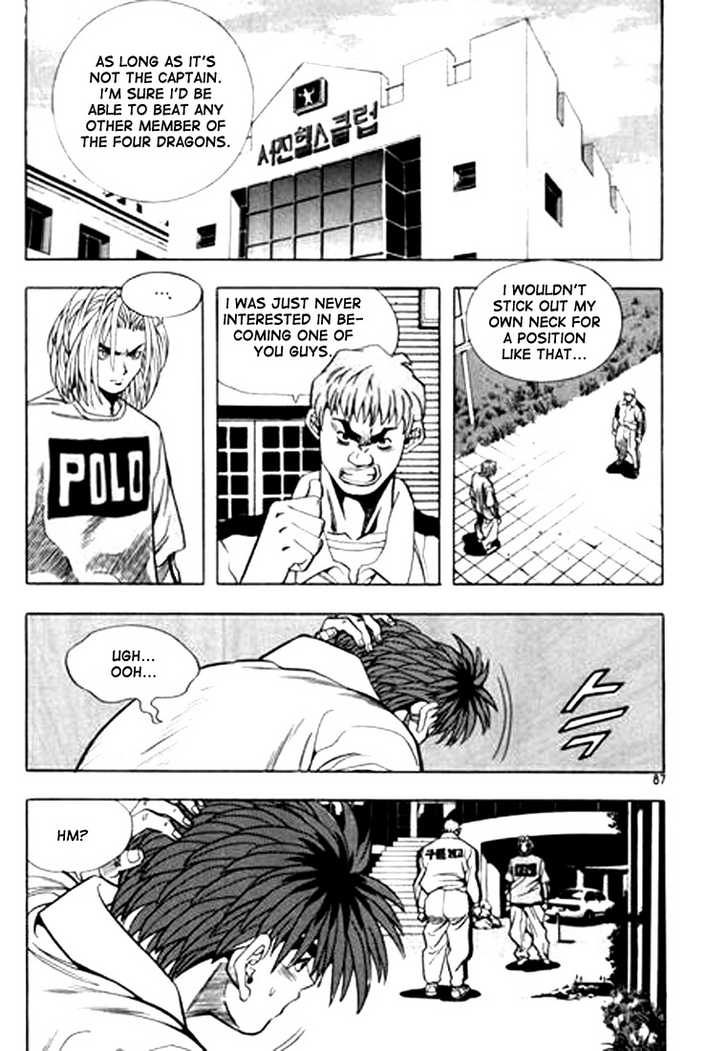 AS LONG AS IT'S
NOT THE CAPTAIN.
I'M SURE I'D BE
ABLE TO BEAT ANY
OTHER MEMBER OF
THE FOUR DRAGONS.
서진헬스클럽
...
I WAS JUST NEVER
INTERESTED IN BE-
COMING ONE OF
YOU GUYS.
I WOULDN'T
STICK OUT MY
OWN NECK FOR
A POSITION
LIKE THAT...
POLO
UGH...
OOH...
툭
87
HM?